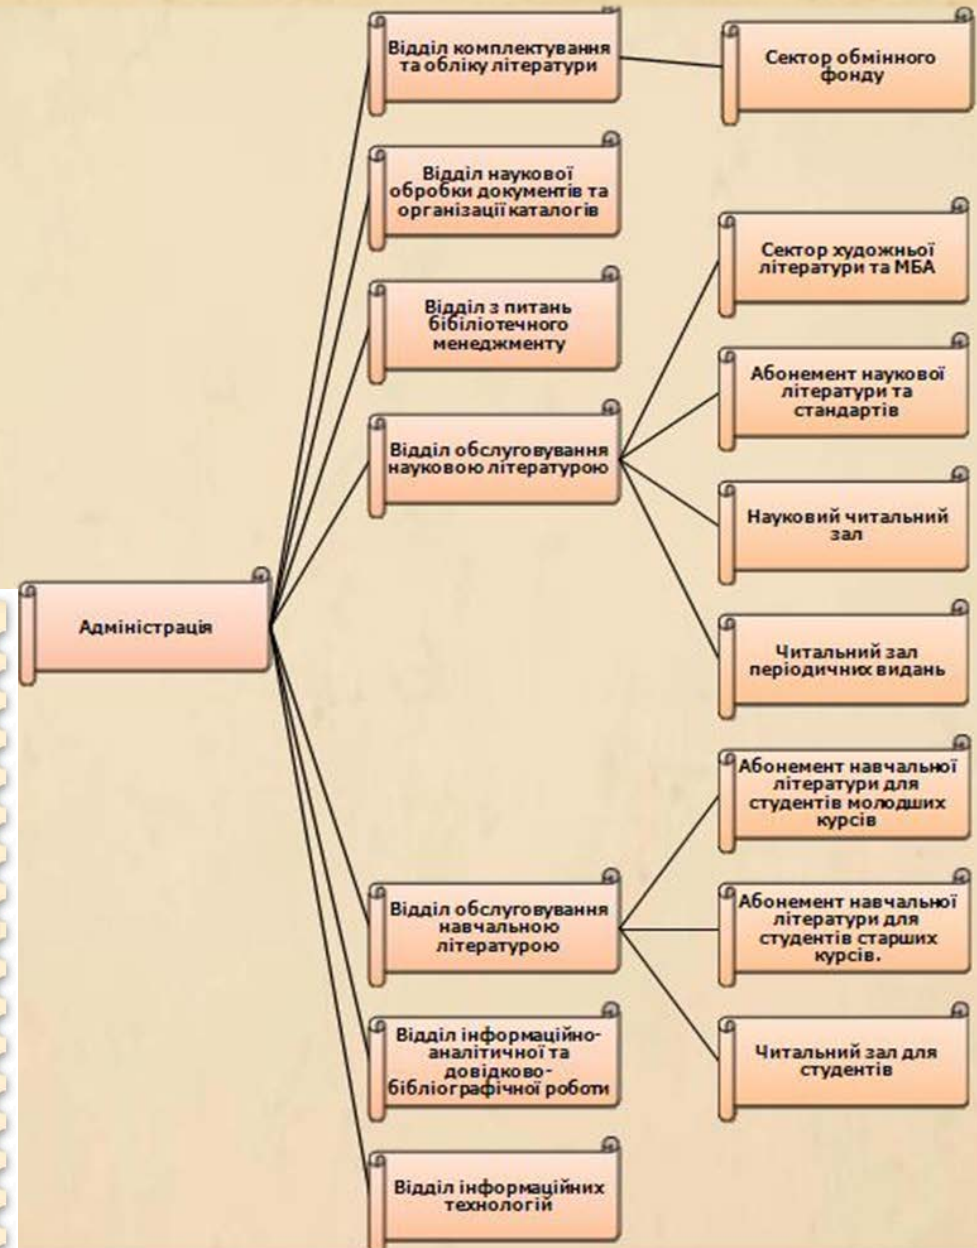 Адміністрація
Відділ комплектування
та обліку літератури
Сектор обмінного
фонду
Відділ наукової
обробки документів та
організації каталогів
Відділ з питань
бібіліотечного
менеджменту
Відділ обслуговування
науковою літературою
Сектор художньої
літератури та МБА
Абонемент наукової
літератури та
стандартів
Науковий читальний
зал
Читальний зал
періодичних видань
Відділ обслуговування
навчальною
літературою
Абонемент навчальної
літератури для
студентів молодших
курсів
Абонемент навчальної
літератури для
студентів старших
курсів.
Читальний зал для
студентів
Відділ інформаційно-
аналітичної та
довідково-
бібліографічної роботи
Відділ інформаційних
технологій